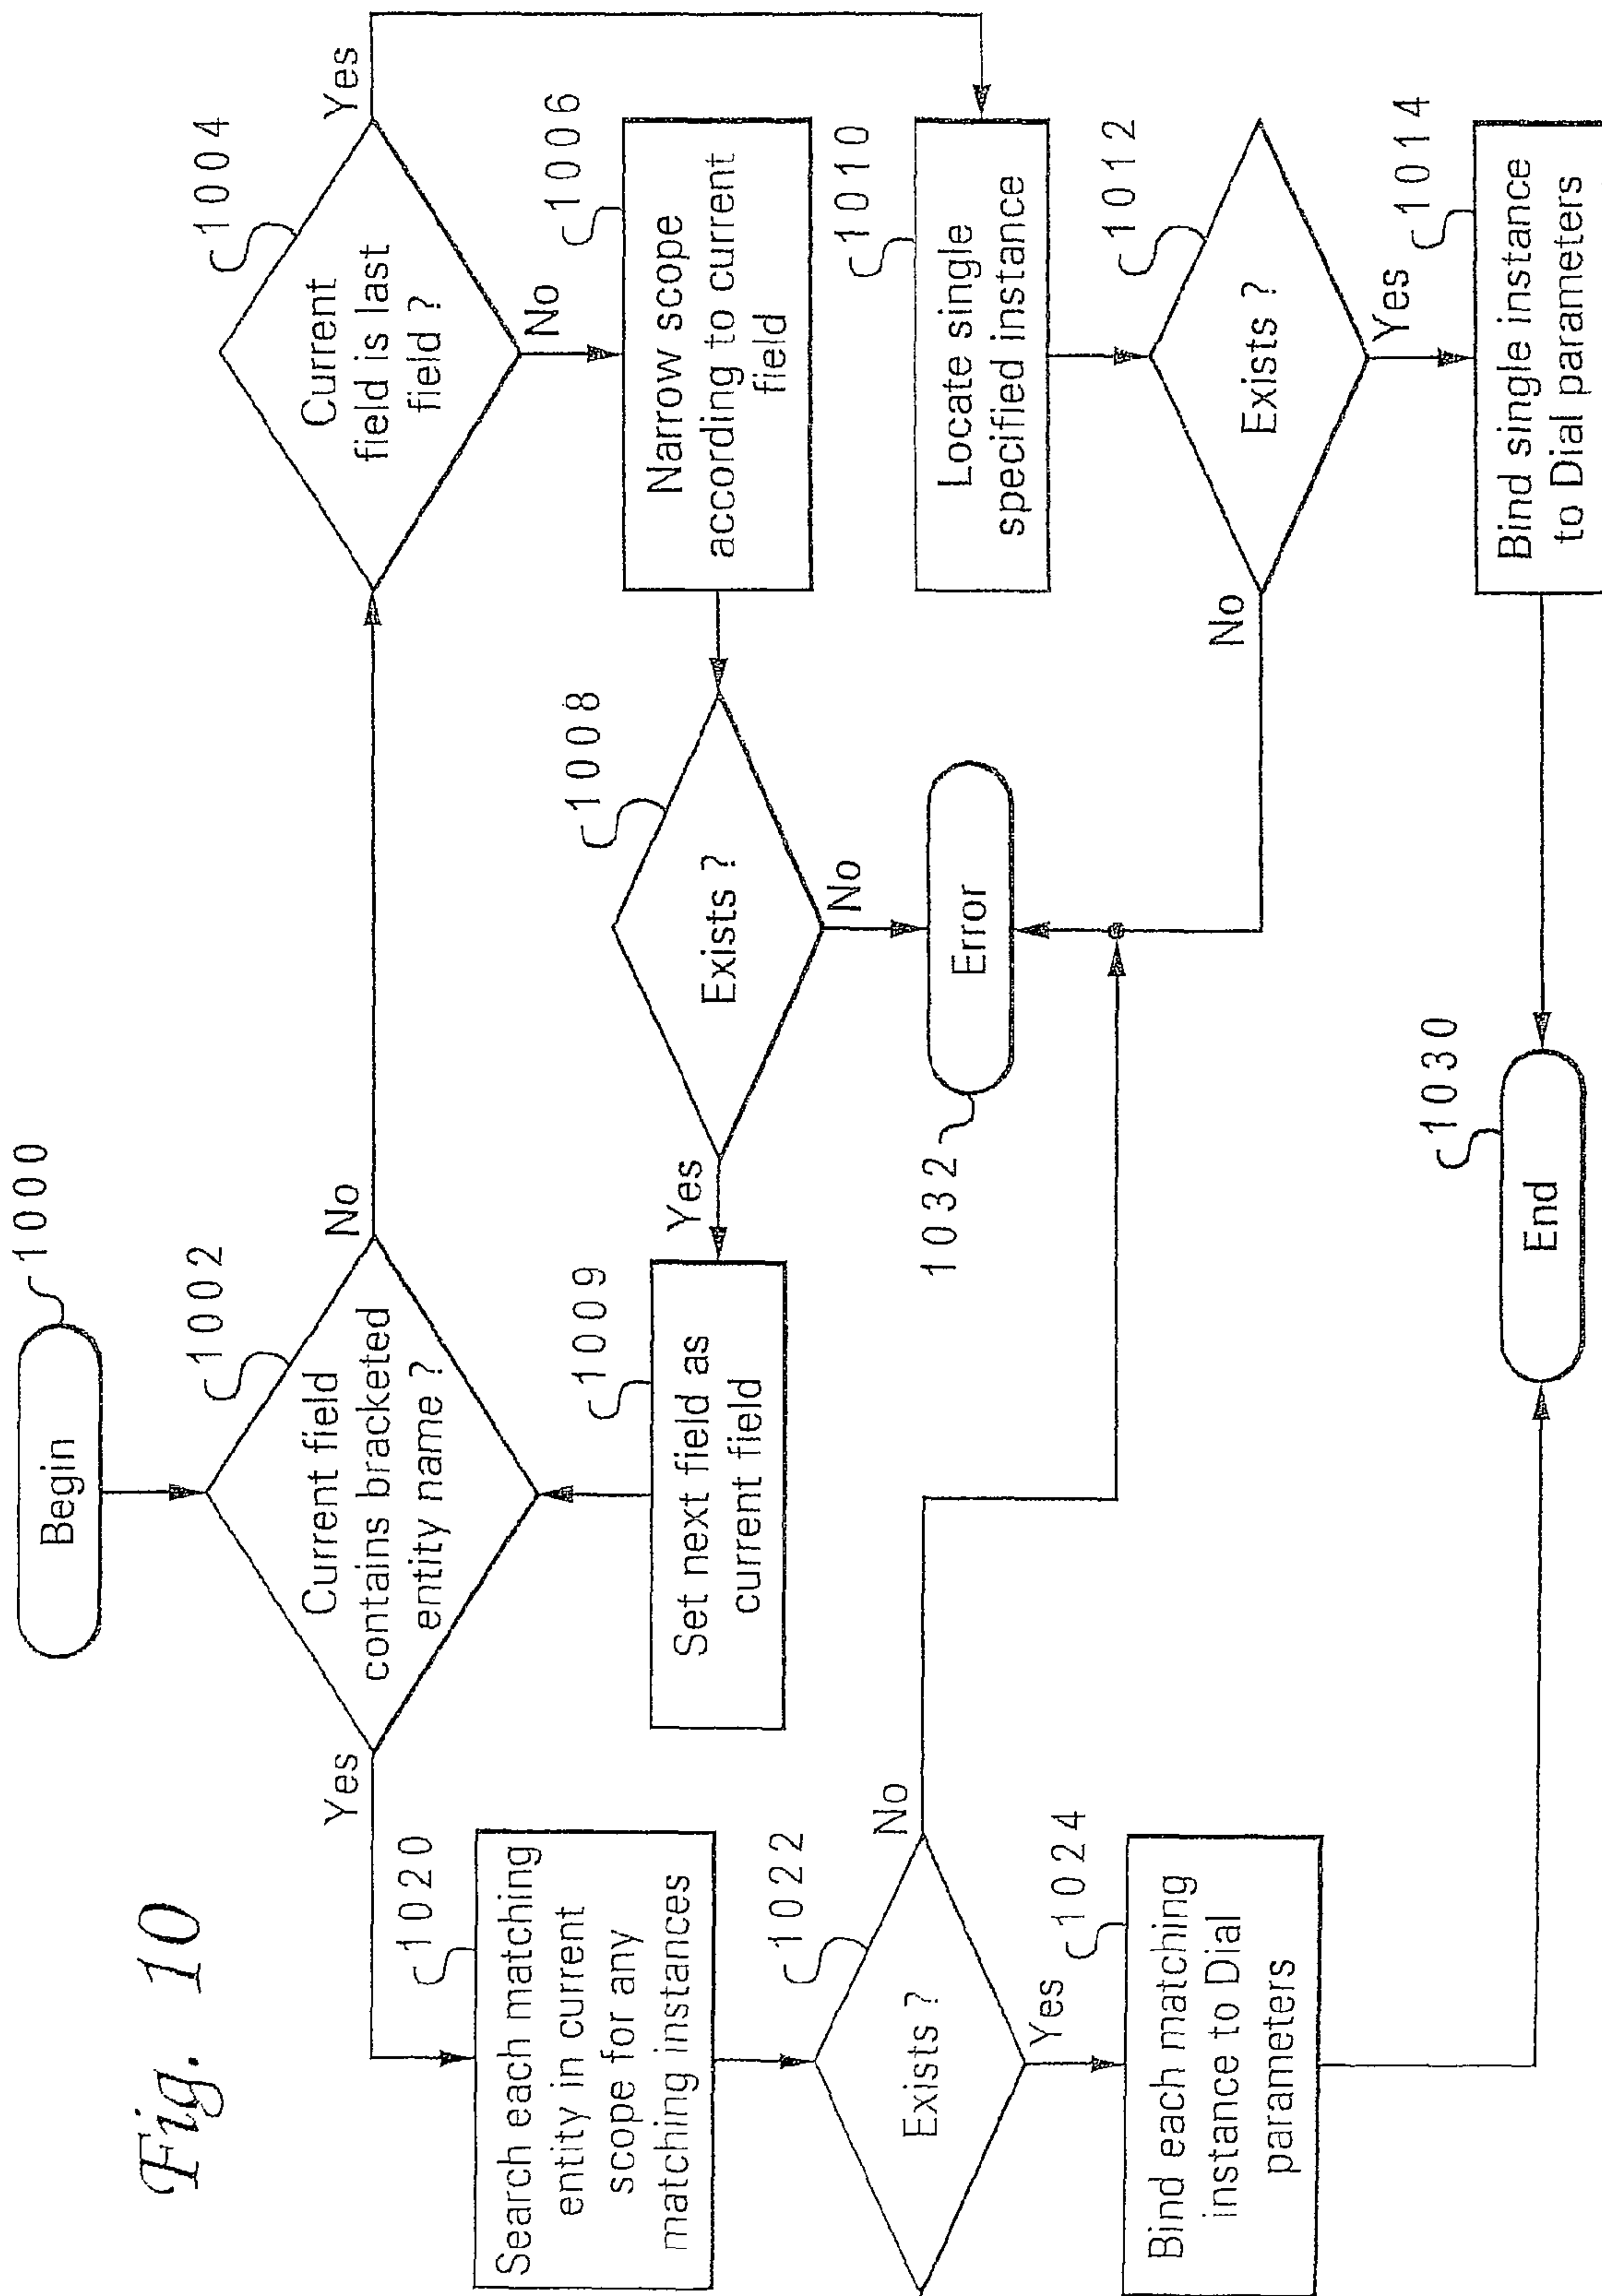 Fig. 10
Begin
1000
Current field
contains bracketed
entity name ?
1002
Yes
No
Current
field is last
field ?
1004
Yes
No
Narrow scope
according to current
field
1006
Exists ?
1008
Yes
No
Set next field as
current field
1009
Locate single
specified instance
1010
Exists ?
1012
No
Yes
Bind single instance
to Dial parameters
1014
Error
1032
Search each matching
entity in current
scope for any
matching instances
1020
Exists ?
1022
No
Yes
Bind each matching
instance to Dial
parameters
1024
End
1030